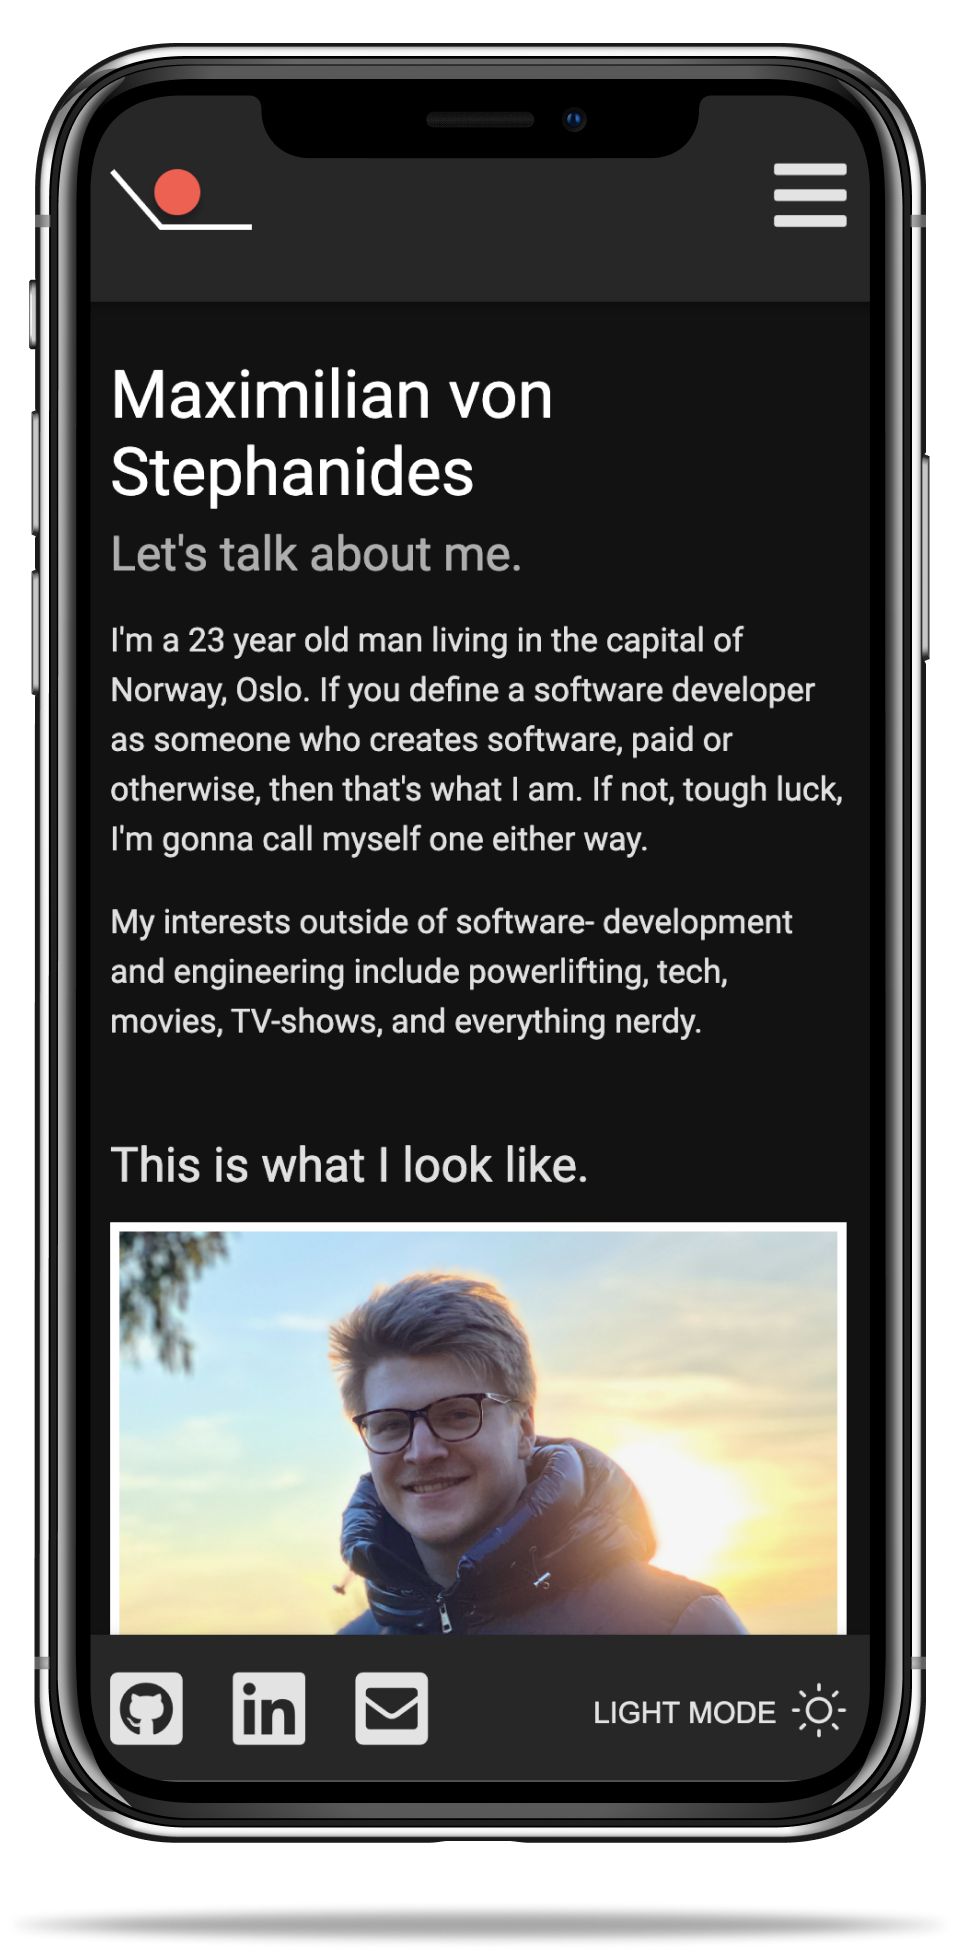 Maximilian von
Stephanides
Let's talk about me.
I'm a 23 year old man living in the capital of
Norway, Oslo. If you define a software developer
as someone who creates software, paid or
otherwise, then that's what I am. If not, tough luck,
I'm gonna call myself one either way.
My interests outside of software- development
and engineering include powerlifting, tech,
movies, TV-shows, and everything nerdy.
This is what I look like.
in
LIGHT MODE